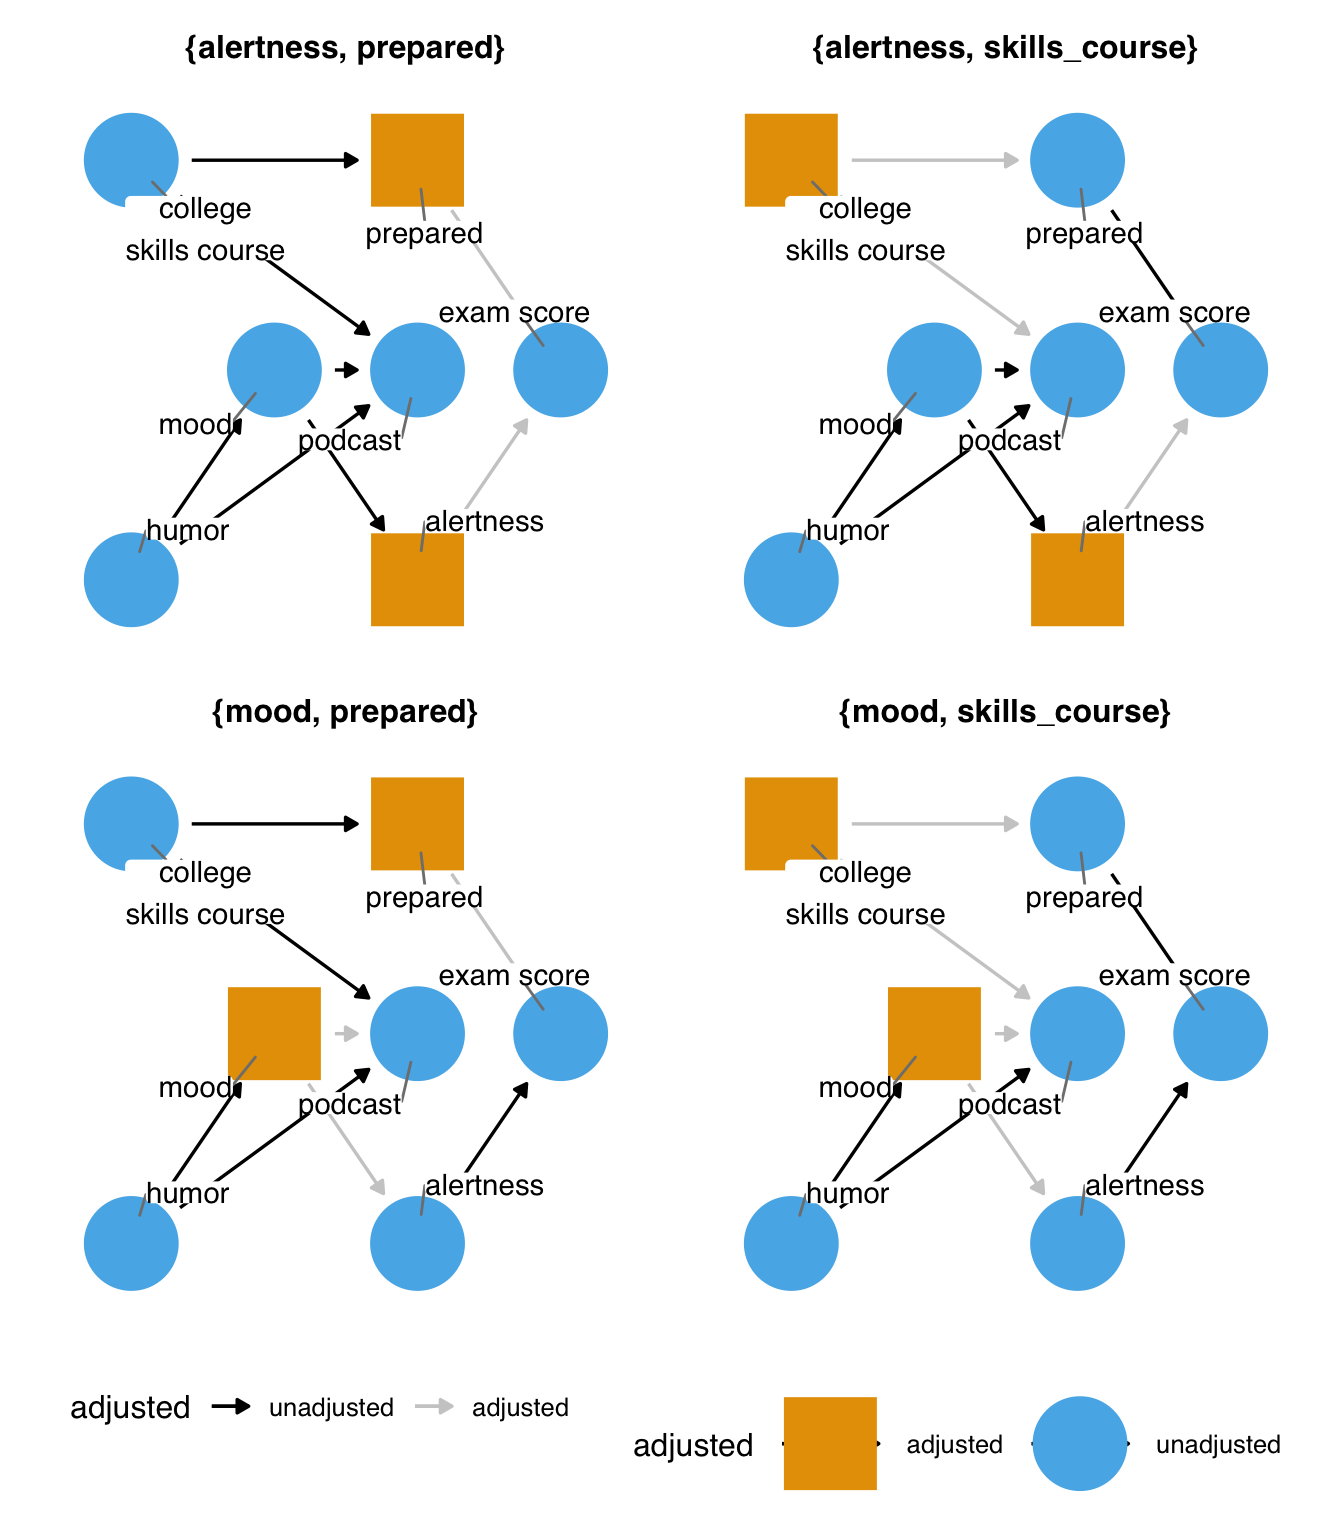 {alertness, prepared}
{alertness, skills_course}
college
skills course
prepared
exam score
mood
podcast
humor
alertness
college
skills course
prepared
exam score
mood
podcast
humor
alertness
{mood, prepared}
{mood, skills_course}
college
skills course
prepared
exam score
mood
podcast
humor
alertness
college
skills course
prepared
exam score
mood
podcast
humor
alertness
adjusted unadjusted adjusted
adjusted adjusted unadjusted